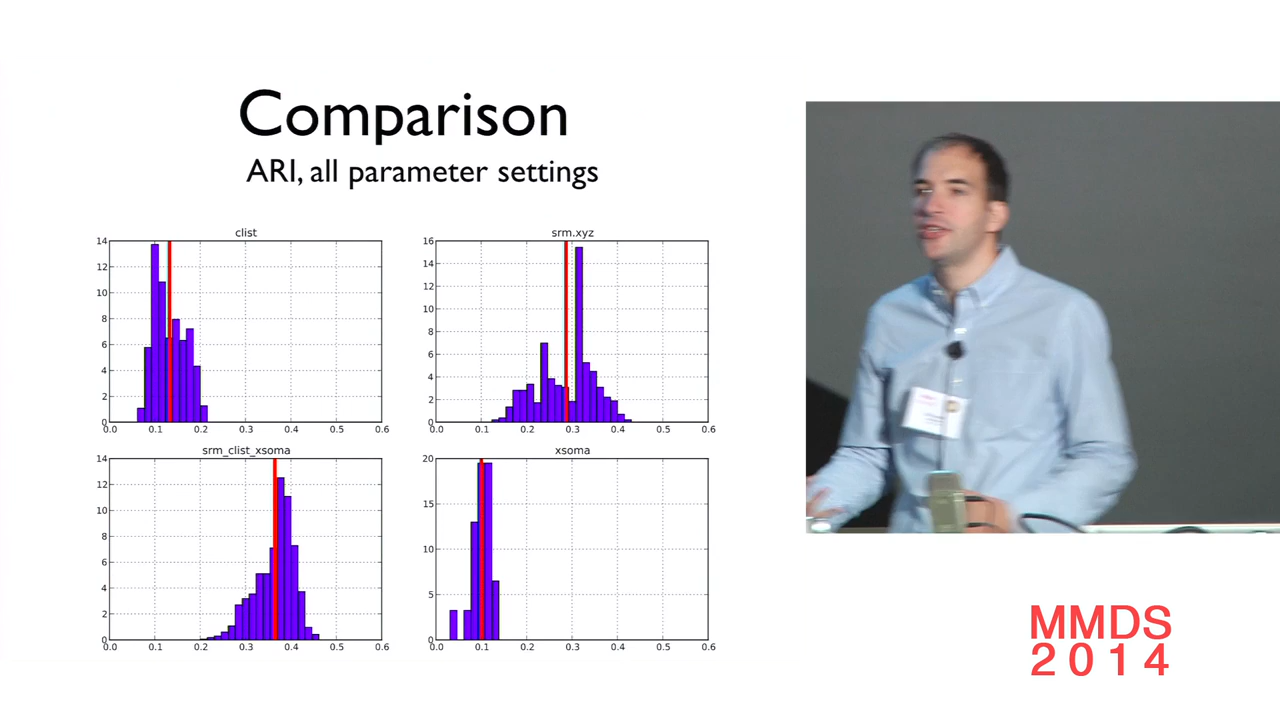 Comparison
ARI, all parameter settings
clist
14
12
10
8
6
4
2
0
0.0 0.1 0.2 0.3 0.4 0.5 0.6
srm.xyz
16
14
12
10
8
6
4
2
0
0.0 0.1 0.2 0.3 0.4 0.5 0.6
srm_clist_xsoma
14
12
10
8
6
4
2
0
0.0 0.1 0.2 0.3 0.4 0.5 0.6
xsoma
20
15
10
5
0
0.0 0.1 0.2 0.3 0.4 0.5 0.6
MMDS
2014